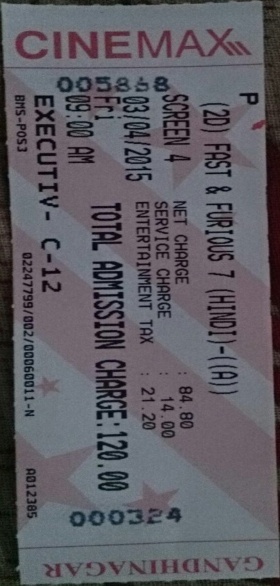 CINEMAX
005868
P
(2D) FAST & FURIOUS 7 (HINDI)-((A))
SCREEN 4
NET CHARGE : 84.80
03/04/2015
SERVICE CHARGE : 14.00
Fri
ENTERTAINMENT TAX : 21.20
09:00 AM
TOTAL ADMISSION CHARGE:120.00
EXECUTIV- C-12
BMS-POS3
02247799/002/00060011-N
A012385
000324
GANDHINAGAR